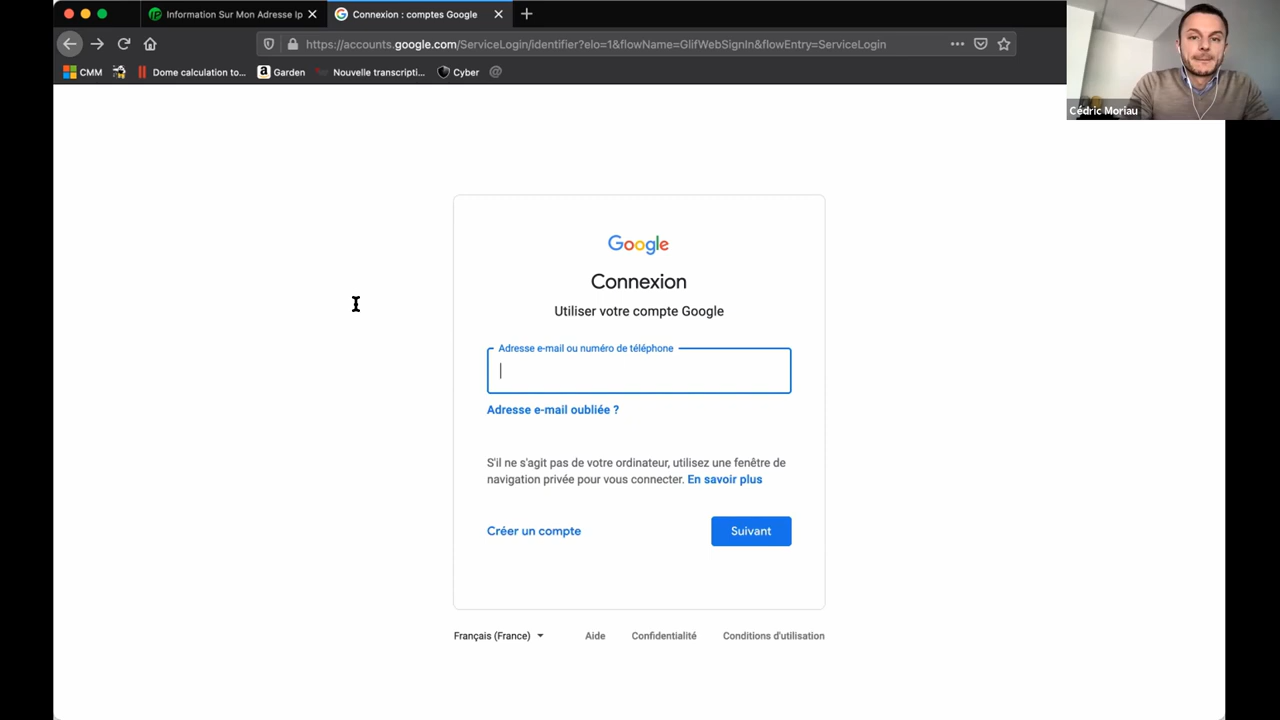 Information Sur Mon Adresse Ip
Connexion : comptes Google
https://accounts.google.com/ServiceLogin/identifier?elo=1&flowName=GlifWebSignIn&flowEntry=ServiceLogin
CMM
Dome calculation to...
Garden
Nouvelle transcripti...
Cyber
Cédric Moriau
Google
Connexion
Utiliser votre compte Google
Adresse e-mail ou numéro de téléphone
Adresse e-mail oubliée ?
S'il ne s'agit pas de votre ordinateur, utilisez une fenêtre de
navigation privée pour vous connecter. En savoir plus
Créer un compte
Suivant
Français (France)
Aide
Confidentialité
Conditions d'utilisation